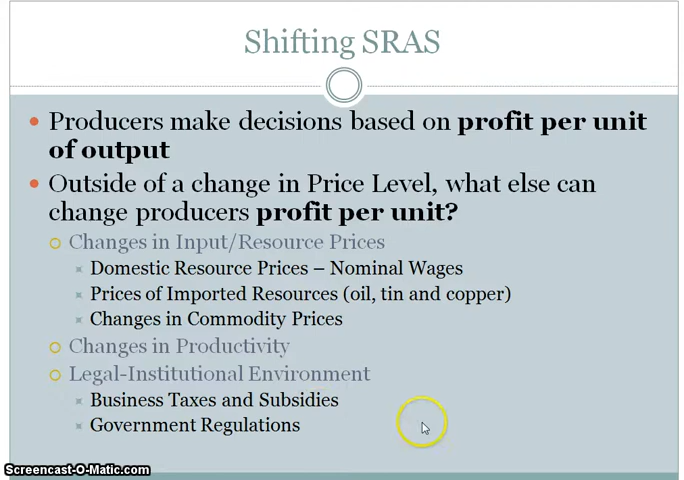 Shifting SRAS
Producers make decisions based on profit per unit
of output
Outside of a change in Price Level, what else can
change producers profit per unit?
Changes in Input/Resource Prices
Domestic Resource Prices – Nominal Wages
Prices of Imported Resources (oil, tin and copper)
Changes in Commodity Prices
Changes in Productivity
Legal-Institutional Environment
Business Taxes and Subsidies
Government Regulations
Screencast-O-Matic.com